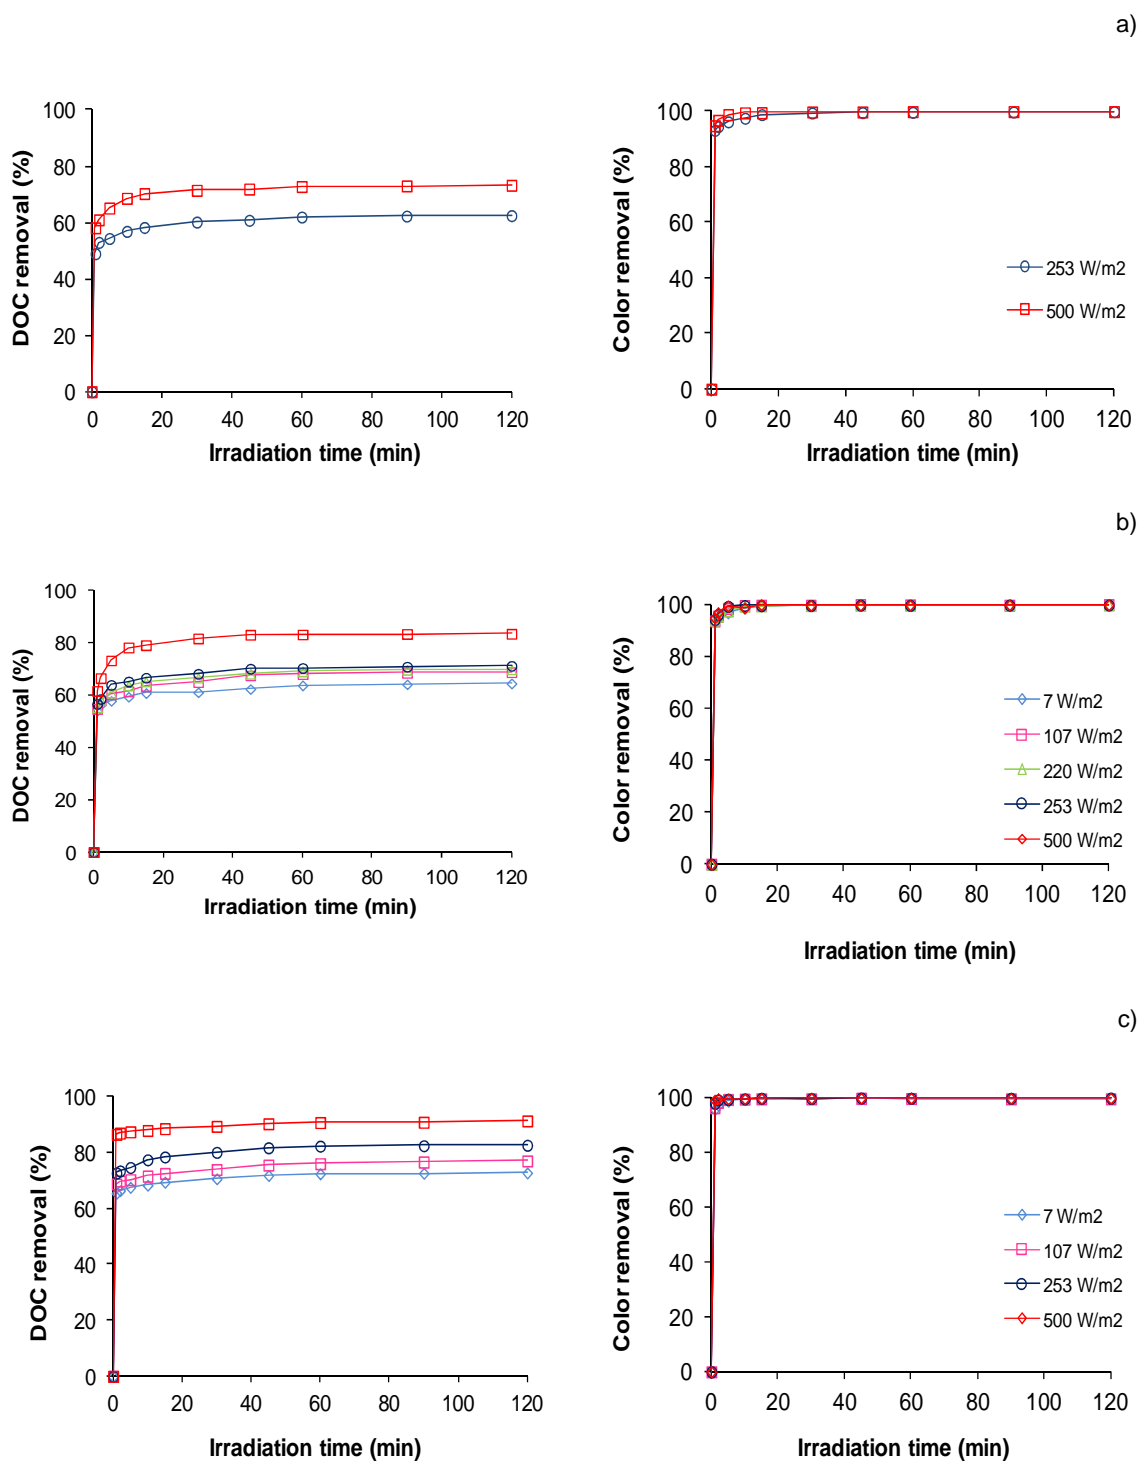 a)
DOC removal (%)
100
80
60
40
20
0
0 20 40 60 80 100 120
Irradiation time (min)
Color removal (%)
100
80
60
40
20
0
0 20 40 60 80 100 120
Irradiation time (min)
253 W/m2
500 W/m2
b)
DOC removal (%)
100
80
60
40
20
0
0 20 40 60 80 100 120
Irradiation time (min)
Color removal (%)
100
80
60
40
20
0
0 20 40 60 80 100 120
Irradiation time (min)
7 W/m2
107 W/m2
220 W/m2
253 W/m2
500 W/m2
c)
DOC removal (%)
100
80
60
40
20
0
0 20 40 60 80 100 120
Irradiation time (min)
Color removal (%)
100
80
60
40
20
0
0 20 40 60 80 100 120
Irradiation time (min)
7 W/m2
107 W/m2
253 W/m2
500 W/m2